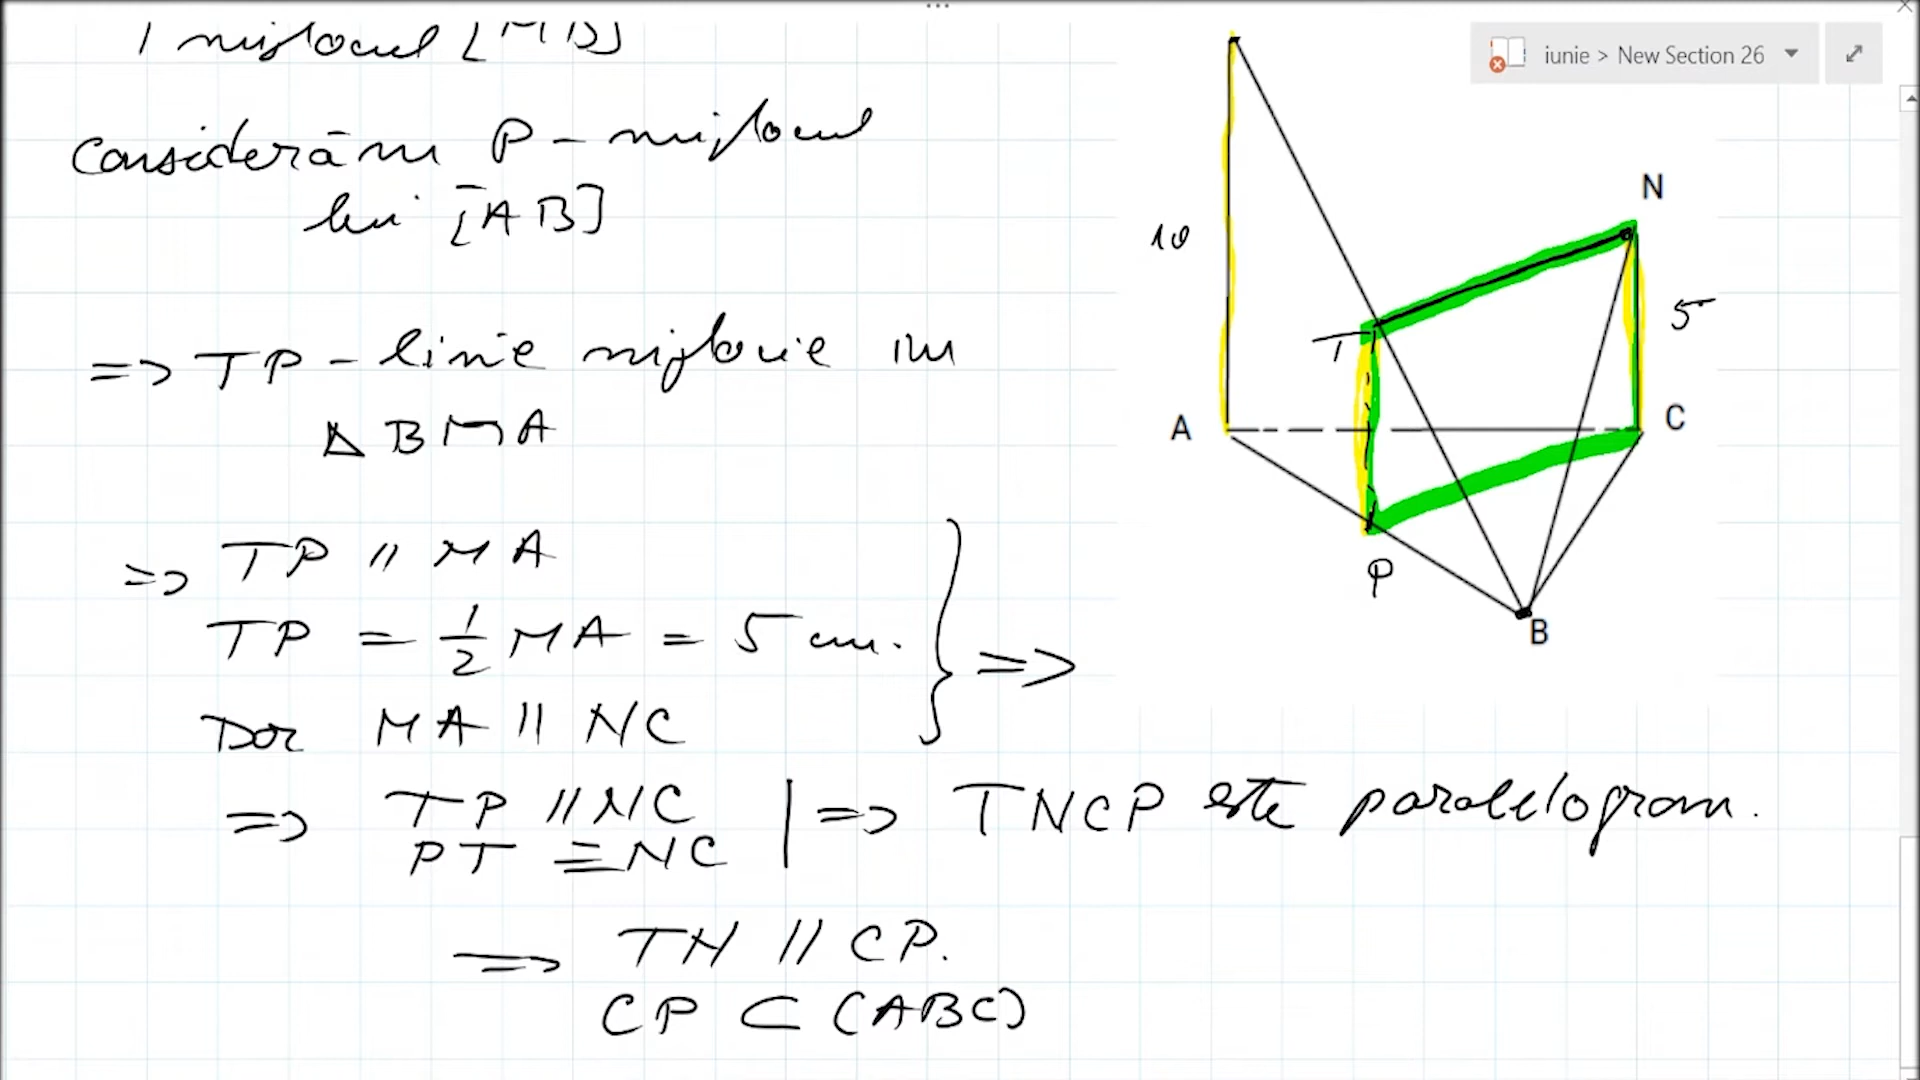 T mijlocul [MB]
Considerăm P - mijlocul
lui [AB]
=> TP - linie mijlocie în
Δ BMA
=> TP // MA
TP = 1/2 MA = 5 cm. } =>
Dar MA || NC
=> TP // NC | => TNCP este paralelogram.
PT ≡ NC
=> TN // CP.
CP ⊂ (ABC)
iunie > New Section 26
N
10
5
T
A
C
P
B